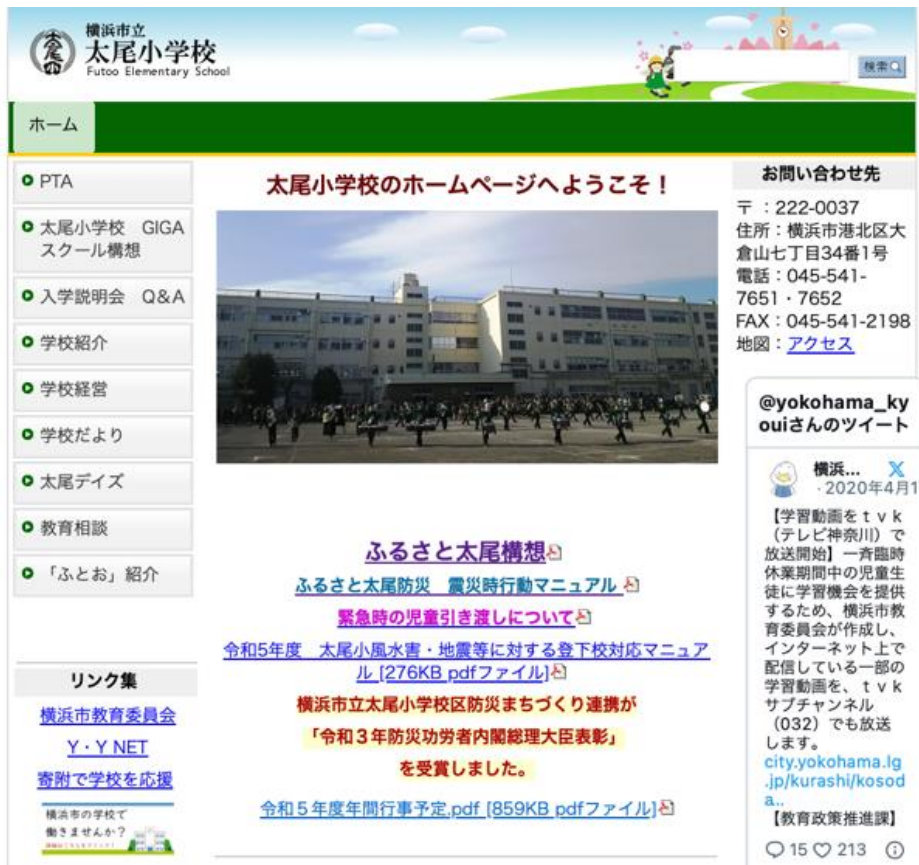 横浜市立
太尾小学校
Futoo Elementary School
検索
ホーム
PTA
太尾小学校 GIGA
スクール構想
入学説明会 Q&A
学校紹介
学校経営
学校だより
太尾デイズ
教育相談
「ふとお」紹介
リンク集
横浜市教育委員会
Y・Y NET
寄附で学校を応援
横浜市の学校で
働きませんか？
太尾小学校のホームページへようこそ！
ふるさと太尾構想
ふるさと太尾防災 震災時行動マニュアル
緊急時の児童引き渡しについて
令和5年度 太尾小風水害・地震等に対する登下校対応マニュア
ル [276KB pdfファイル]
横浜市立太尾小学校区防災まちづくり連携が
「令和３年防災功労者内閣総理大臣表彰」
を受賞しました。
令和５年度年間行事予定.pdf [859KB pdfファイル]
お問い合わせ先
〒：222-0037
住所：横浜市港北区大
倉山七丁目34番1号
電話：045-541-
7651・7652
FAX：045-541-2198
地図：アクセス
@yokohama_ky
ouiさんのツイート
横浜... X
·2020年4月1
【学習動画をｔｖｋ
（テレビ神奈川）で
放送開始】一斉臨時
休業期間中の児童生
徒に学習機会を提供
するため、横浜市教
育委員会が作成し、
インターネット上で
配信している一部の
学習動画を、ｔｖｋ
サブチャンネル
（032）でも放送
します。
city.yokohama.lg
.jp/kurashi/kosod
a..
【教育政策推進課】
15 213